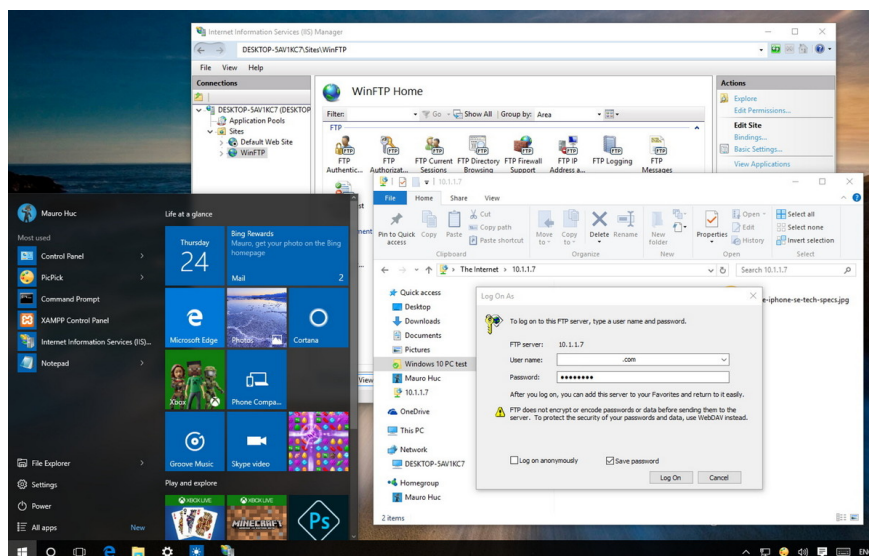 Internet Information Services (IIS) Manager
DESKTOP-SAV1KC7\Sites\WinFTP
File View Help
Connections
DESKTOP-SAV1KC7 (DESKTOP
Application Pools
Sites
Default Web Site
WinFTP
WinFTP Home
Filter: Go Show All Group by: Area
FTP
FTP Authentic...
FTP Authorizat...
FTP Current Sessions
FTP Directory Browsing
FTP Firewall Support
FTP IP Address a...
FTP Logging
FTP Messages
Actions
Explore
Edit Permissions...
Edit Site
Bindings...
Basic Settings...
View Applications
10.1.1.7
File Home Share View
Pin to Quick access
Copy
Paste
Cut
Copy path
Paste shortcut
Clipboard
Move to
Copy to
Delete
Rename
Organize
New folder
New
Properties
Open
Edit
History
Open
Select all
Select none
Invert selection
Select
The Internet > 10.1.1.7
Search 10.1.1.7
Quick access
Desktop
Downloads
Documents
Pictures
Windows 10 PC test
Mauro Huc
10.1.1.7
OneDrive
This PC
Network
DESKTOP-SAV1KC7
Homegroup
Mauro Huc
2 items
e-iphone-se-tech-specs.jpg
Log On As
To log on to this FTP server, type a user name and password.
FTP server: 10.1.1.7
User name: .com
Password:
After you log on, you can add this server to your Favorites and return to it easily.
FTP does not encrypt or encode passwords or data before sending them to the
server. To protect the security of your passwords and data, use WebDAV instead.
Log on anonymously
Save password
Log On Cancel
Mauro Huc
Most used
Control Panel
PicPick
Command Prompt
XAMPP Control Panel
Internet Information Services (IIS)...
Notepad
File Explorer
Settings
Power
All apps New
Life at a glance
Thursday
24
Bing Rewards
Mauro, get your photo on the Bing
homepage
Mail 2
Microsoft Edge
Photos
Cortana
Xbox
Phone Compa...
Groove Music
Skype video
Play and explore
XBOX LIVE
XBOX LIVE
MINECRAFT
Ps
View